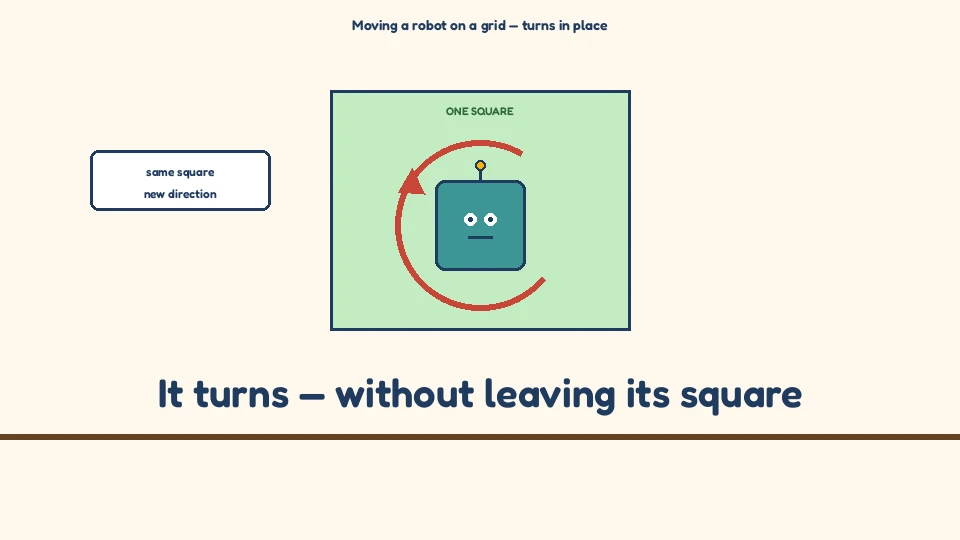 Moving a robot on a grid — turns in place
ONE SQUARE
same square
new direction
It turns — without leaving its square